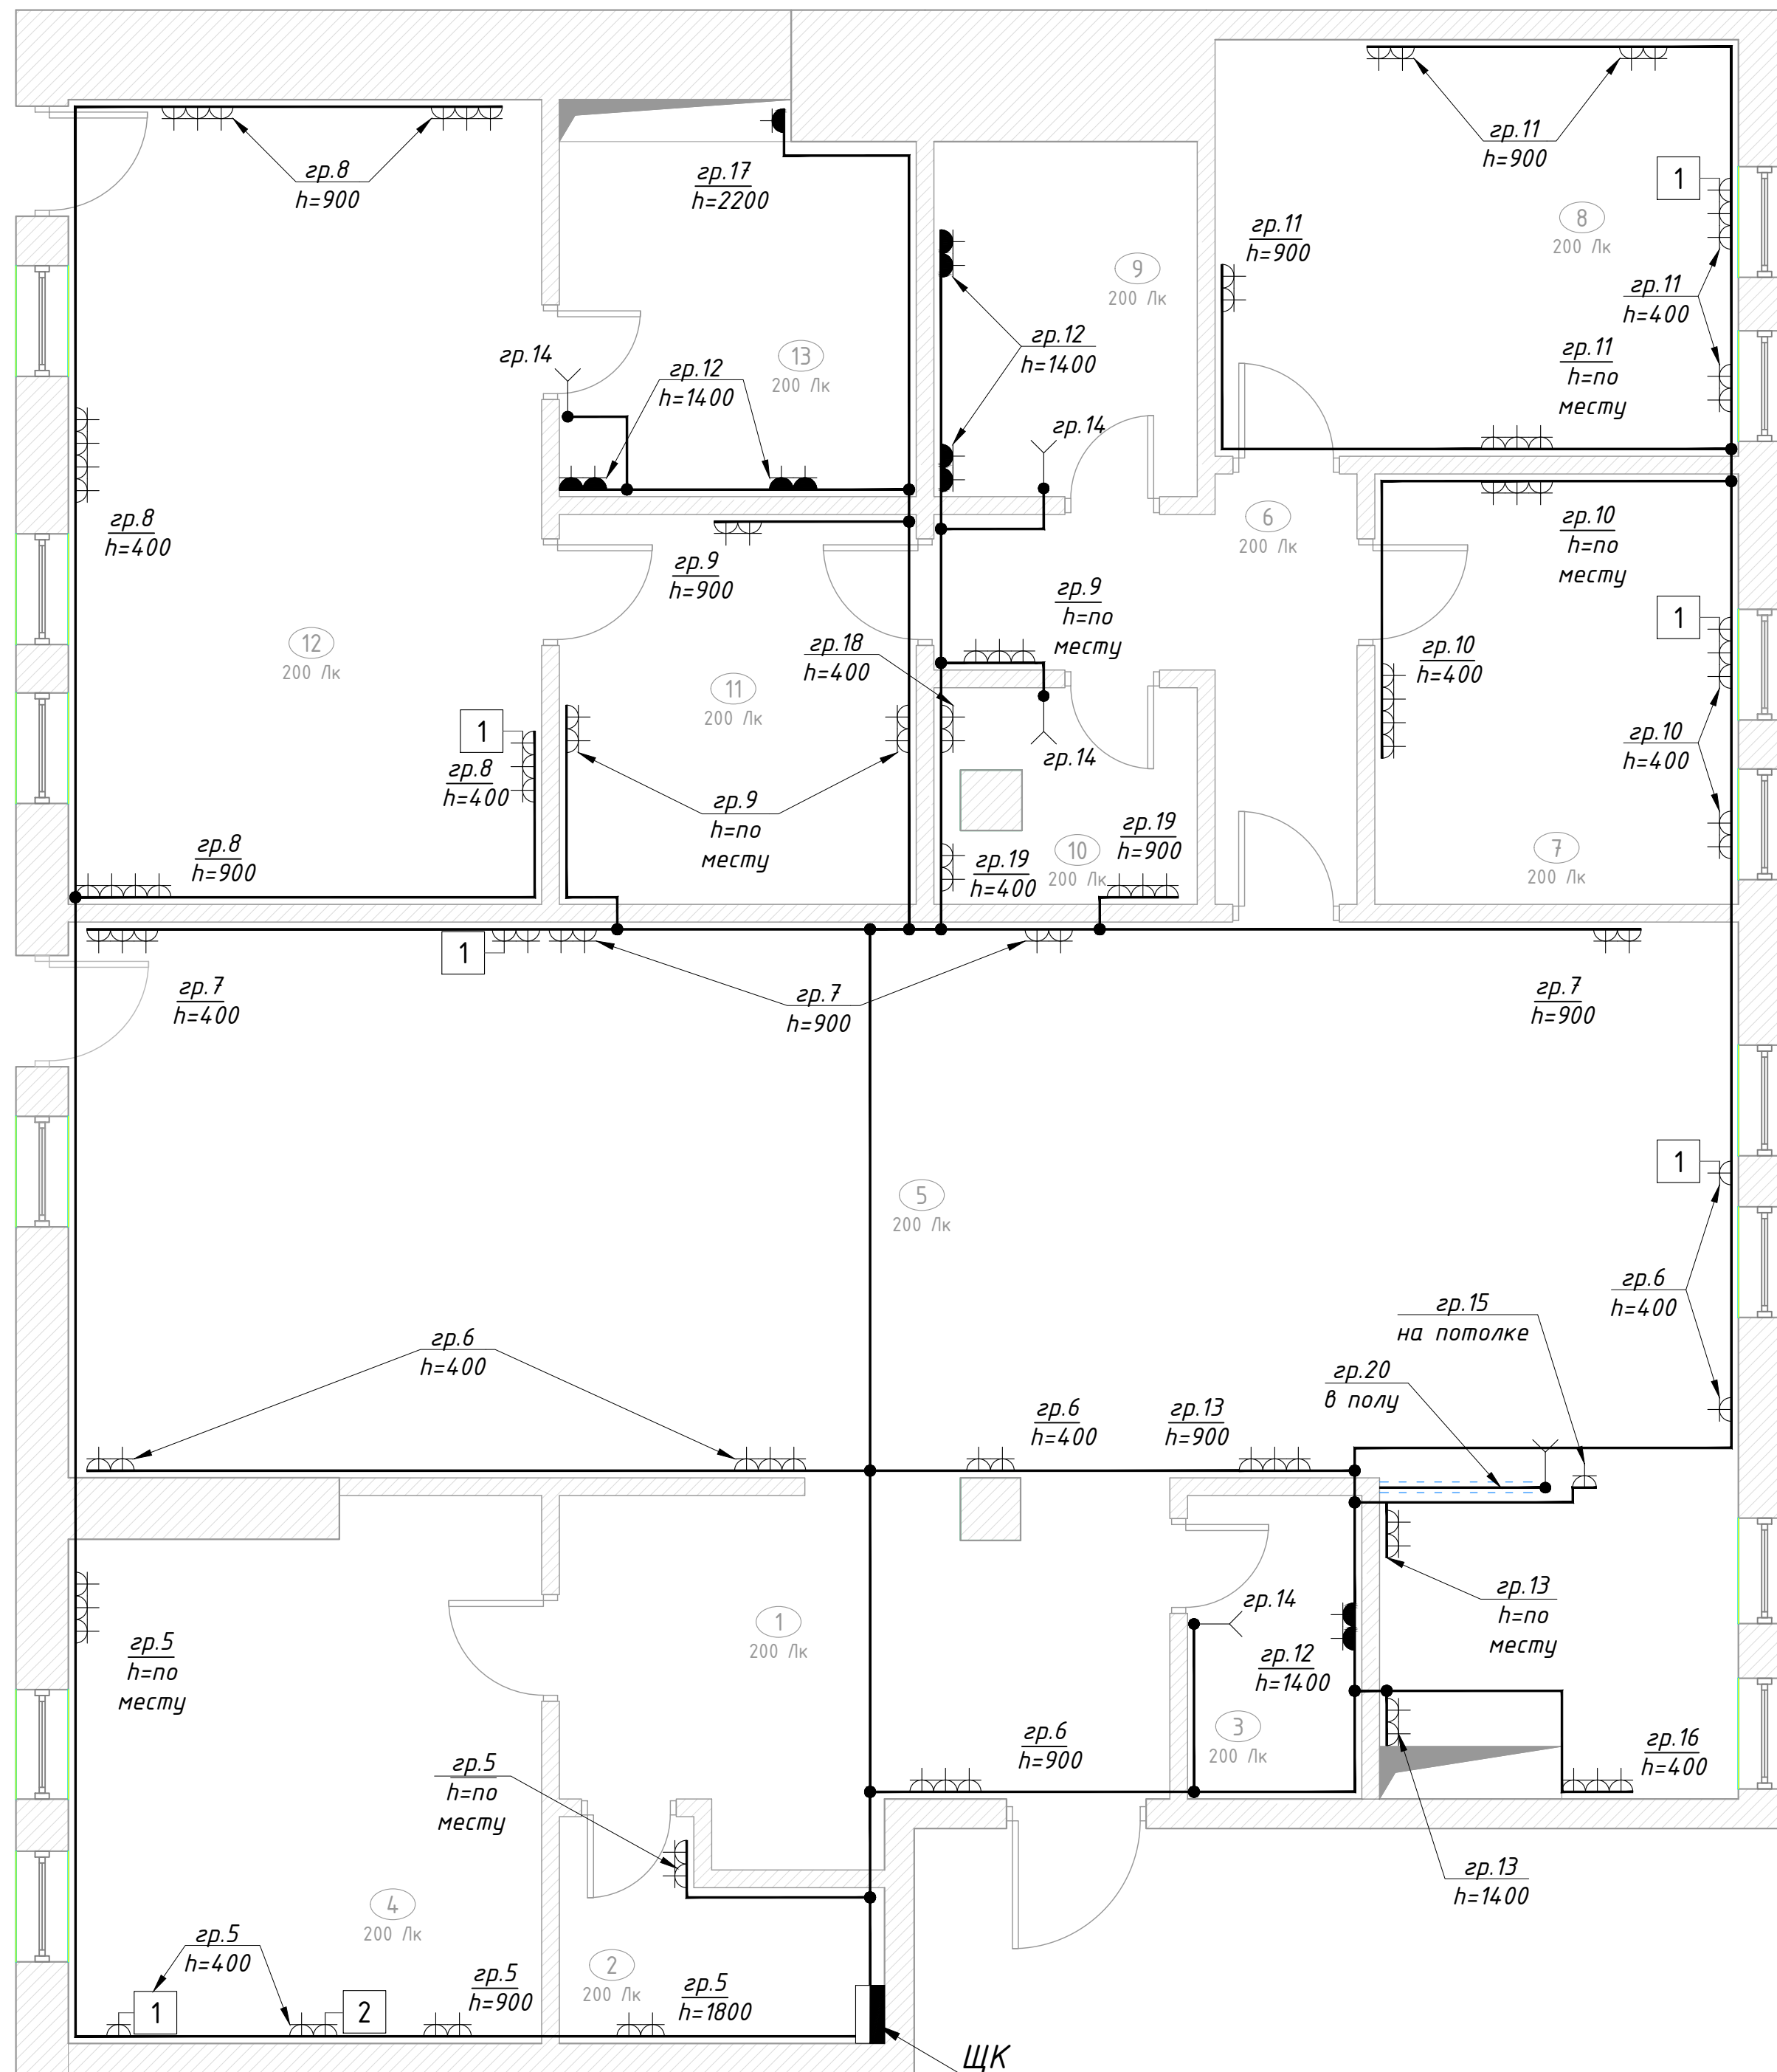 гр.8
h=900
гр.17
h=2200
гр.11
h=900
1
гр.11
h=900
8
200 Лк
9
200 Лк
гр.11
h=400
гр.12
h=1400
гр.11
h=по
месту
гр.14
13
200 Лк
гр.12
h=1400
гр.14
гр.8
h=400
6
200 Лк
гр.10
h=по
месту
гр.9
h=900
гр.9
h=по
месту
1
12
200 Лк
гр.18
h=400
гр.10
h=400
11
200 Лк
1
гр.8
h=400
гр.14
гр.10
h=400
гр.9
h=по
месту
гр.8
h=900
гр.19
h=400
10
200 Лк
гр.19
h=900
7
200 Лк
1
гр.7
h=400
гр.7
h=900
гр.7
h=900
1
5
200 Лк
гр.6
h=400
гр.15
на потолке
гр.6
h=400
гр.20
в полу
гр.6
h=400
гр.13
h=900
гр.14
гр.13
h=по
месту
1
200 Лк
гр.5
h=по
месту
гр.12
h=1400
3
200 Лк
гр.6
h=900
гр.16
h=400
гр.5
h=по
месту
гр.13
h=1400
4
200 Лк
гр.5
h=400
1
2
гр.5
h=900
2
200 Лк
гр.5
h=1800
ЩК